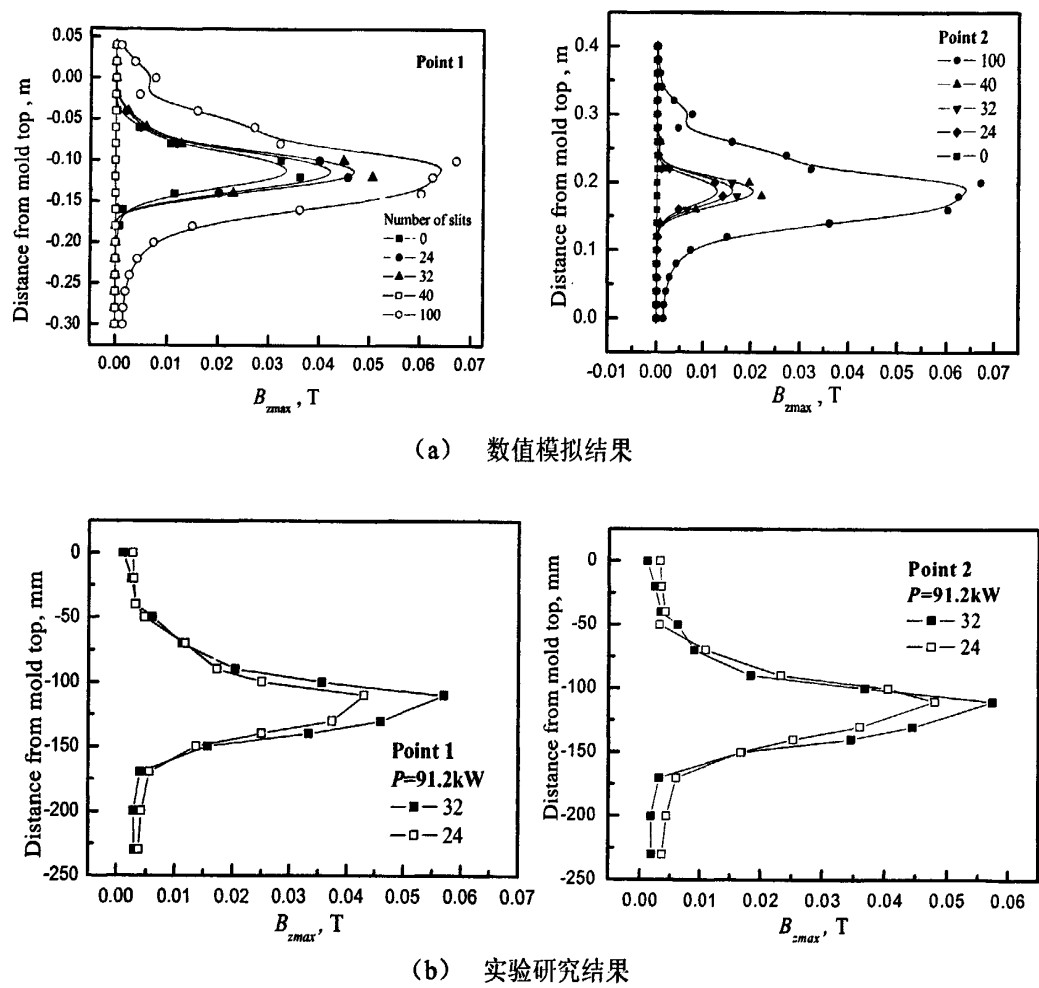 0.05
0.00
-0.05
-0.10
-0.15
-0.20
-0.25
-0.30
Distance from mold top , m
Point 1
Number of slits
0
24
32
40
100
0.00 0.01 0.02 0.03 0.04 0.05 0.06 0.07
Bzmax , T
0.4
0.3
0.2
0.1
0.0
Distance from mold top , m
Point 2
100
40
32
24
0
-0.01 0.00 0.01 0.02 0.03 0.04 0.05 0.06 0.07
Bzmax , T
(a) 数值模拟结果
0
-50
-100
-150
-200
-250
Distance from mold top, mm
Point 1
P=91.2kW
32
24
0.00 0.01 0.02 0.03 0.04 0.05 0.06 0.07
Bzmax , T
0
-50
-100
-150
-200
-250
Distance from mold top, mm
Point 2
P=91.2kW
32
24
0.00 0.01 0.02 0.03 0.04 0.05 0.06
Bzmax , T
(b) 实验研究结果